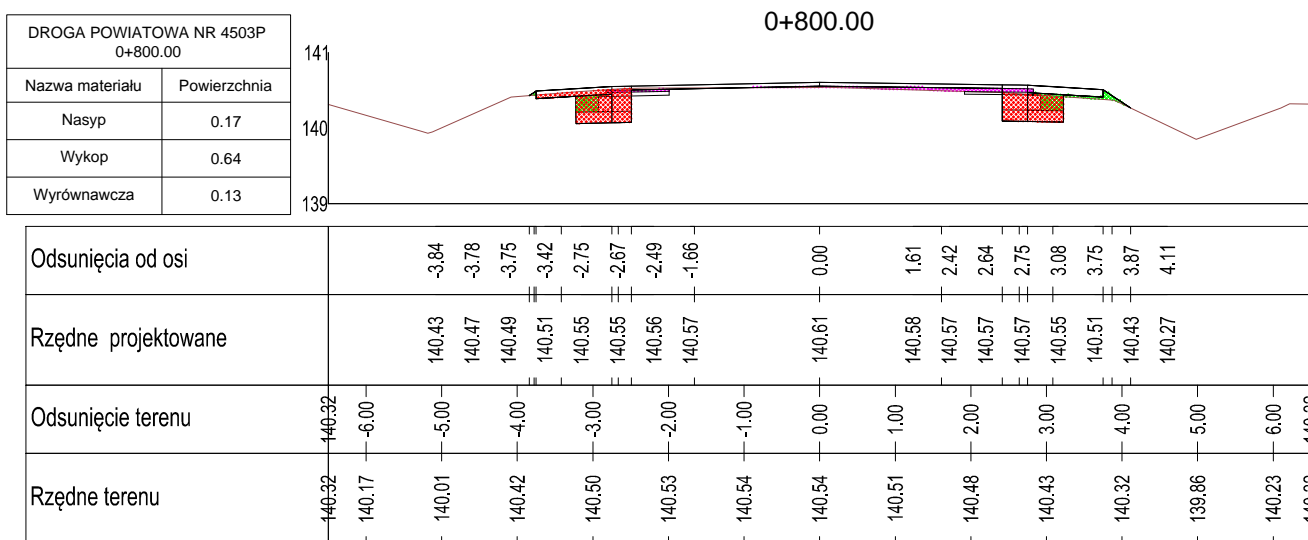 0+800.00
DROGA POWIATOWA NR 4503P
0+800.00
Nazwa materiału Powierzchnia
Nasyp 0.17
Wykop 0.64
Wyrównawcza 0.13
141
140
139
Odsunięcia od osi -3.84 -3.78 -3.75 -3.42 -2.75 -2.67 -2.49 -1.66 0.00 1.61 2.42 2.64 2.75 3.08 3.75 3.87 4.11
Rzędne projektowane 140.43 140.47 140.49 140.51 140.55 140.55 140.56 140.57 140.61 140.58 140.57 140.57 140.57 140.55 140.51 140.43 140.27
Odsunięcie terenu 140.32 -6.00 -5.00 -4.00 -3.00 -2.00 -1.00 0.00 1.00 2.00 3.00 4.00 5.00 6.00
Rzędne terenu 140.32 140.17 140.01 140.42 140.50 140.53 140.54 140.54 140.51 140.48 140.43 140.32 139.86 140.23